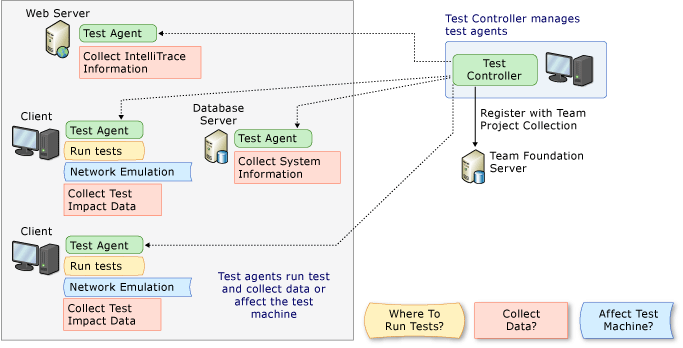 Web Server
Test Agent
Collect IntelliTrace
Information
Test Controller manages
test agents
Test
Controller
Register with Team
Project Collection
Team Foundation
Server
Client
Test Agent
Run tests
Network Emulation
Collect Test
Impact Data
Database
Server
Test Agent
Collect System
Information
Client
Test Agent
Run tests
Network Emulation
Collect Test
Impact Data
Test agents run test
and collect data or
affect the test
machine
Where To
Run Tests?
Collect
Data?
Affect Test
Machine?